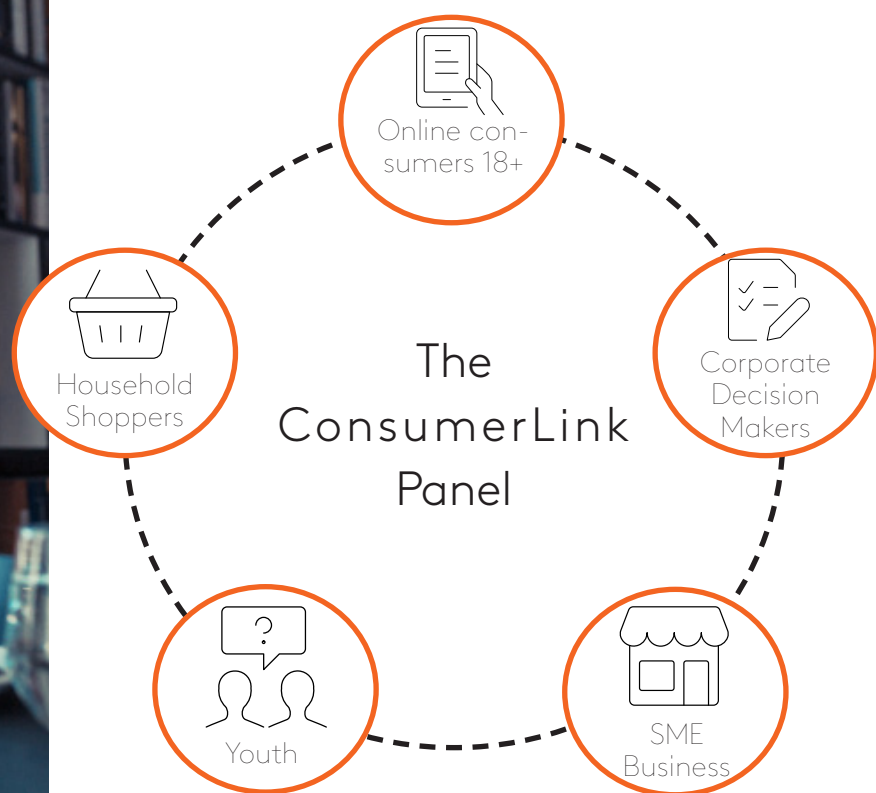 Online con-
sumers 18+
Household
Shoppers
The
ConsumerLink
Panel
Corporate
Decision
Makers
?
Youth
SME
Business